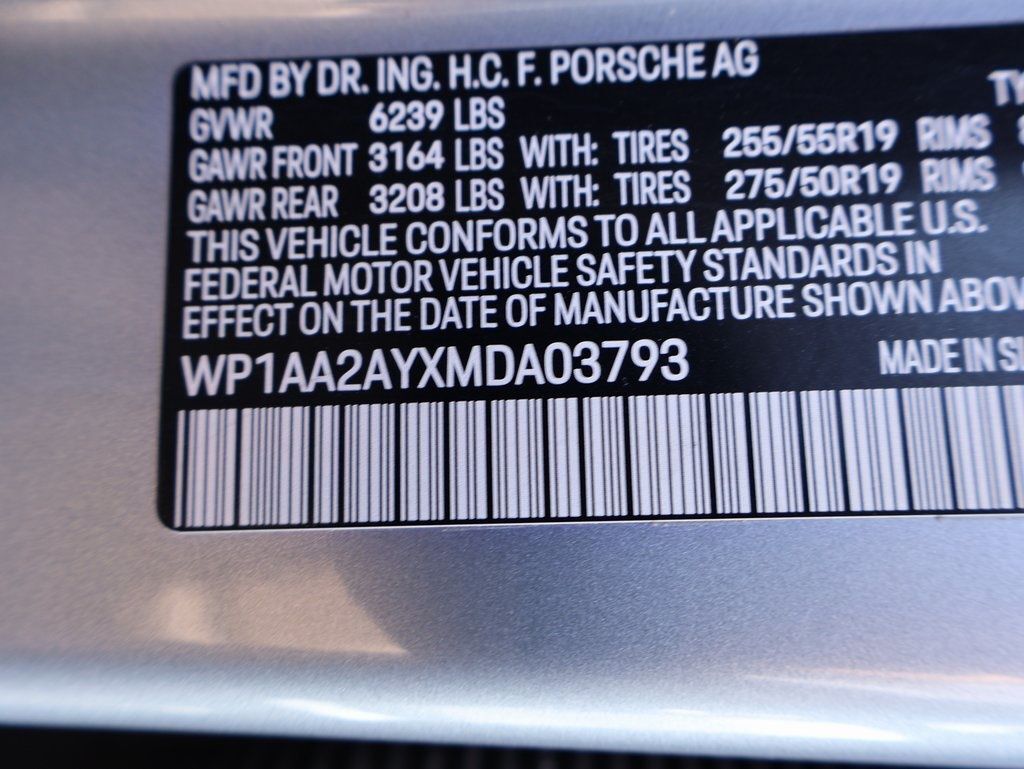 MFD BY DR. ING. H.C. F. PORSCHE AG
GVWR 6239 LBS
GAWR FRONT 3164 LBS WITH: TIRES 255/55R19 RIMS
GAWR REAR 3208 LBS WITH: TIRES 275/50R19 RIMS
THIS VEHICLE CONFORMS TO ALL APPLICABLE U.S.
FEDERAL MOTOR VEHICLE SAFETY STANDARDS IN
EFFECT ON THE DATE OF MANUFACTURE SHOWN
WP1AA2AYXMDA03793 MADE IN